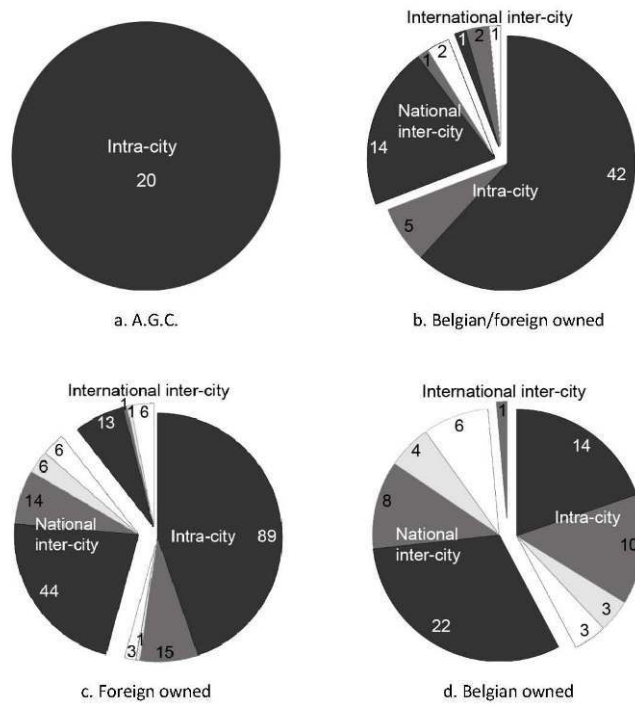 Intra-city
20
a. A.G.C.
International inter-city
1
2
1
1
2
National
inter-city
14
42
Intra-city
5
b. Belgian/foreign owned
International inter-city
13
1
1
6
6
6
14
National
inter-city
Intra-city
89
44
3
1
15
c. Foreign owned
International inter-city
1
6
4
14
8
Intra-city
National
inter-city
10
3
3
22
d. Belgian owned